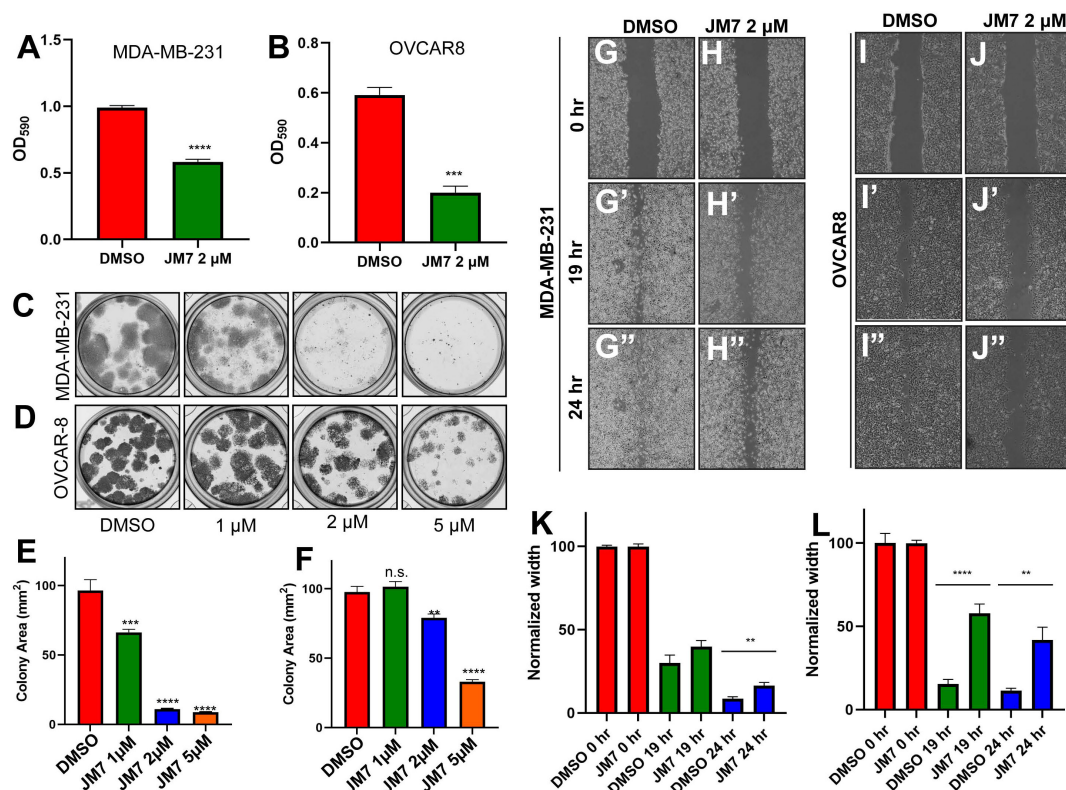 A
MDA-MB-231
OD590
1.5
1.0
0.5
0.0
****
DMSO
JM7 2 µM
B
OVCAR8
OD590
0.6
0.4
0.2
0.0
***
DMSO
JM7 2 µM
C
MDA-MB-231
D
OVCAR-8
DMSO
1 µM
2 µM
5 µM
E
Colony Area (mm2)
100
50
0
***
****
****
DMSO
JM7 1µM
JM7 2µM
JM7 5µM
F
Colony Area (mm2)
100
50
0
n.s.
**
****
DMSO
JM7 1µM
JM7 2µM
JM7 5µM
DMSO
JM7 2 µM
MDA-MB-231
0 hr
G
H
19 hr
G’
H’
24 hr
G”
H”
DMSO
JM7 2 µM
OVCAR8
I
J
I’
J’
I”
J”
K
Normalized width
100
50
0
**
DMSO 0 hr
JM7 0 hr
DMSO 19 hr
JM7 19 hr
DMSO 24 hr
JM7 24 hr
L
Normalized width
100
50
0
****
**
DMSO 0 hr
JM7 0 hr
DMSO 19 hr
JM7 19 hr
DMSO 24 hr
JM7 24 hr